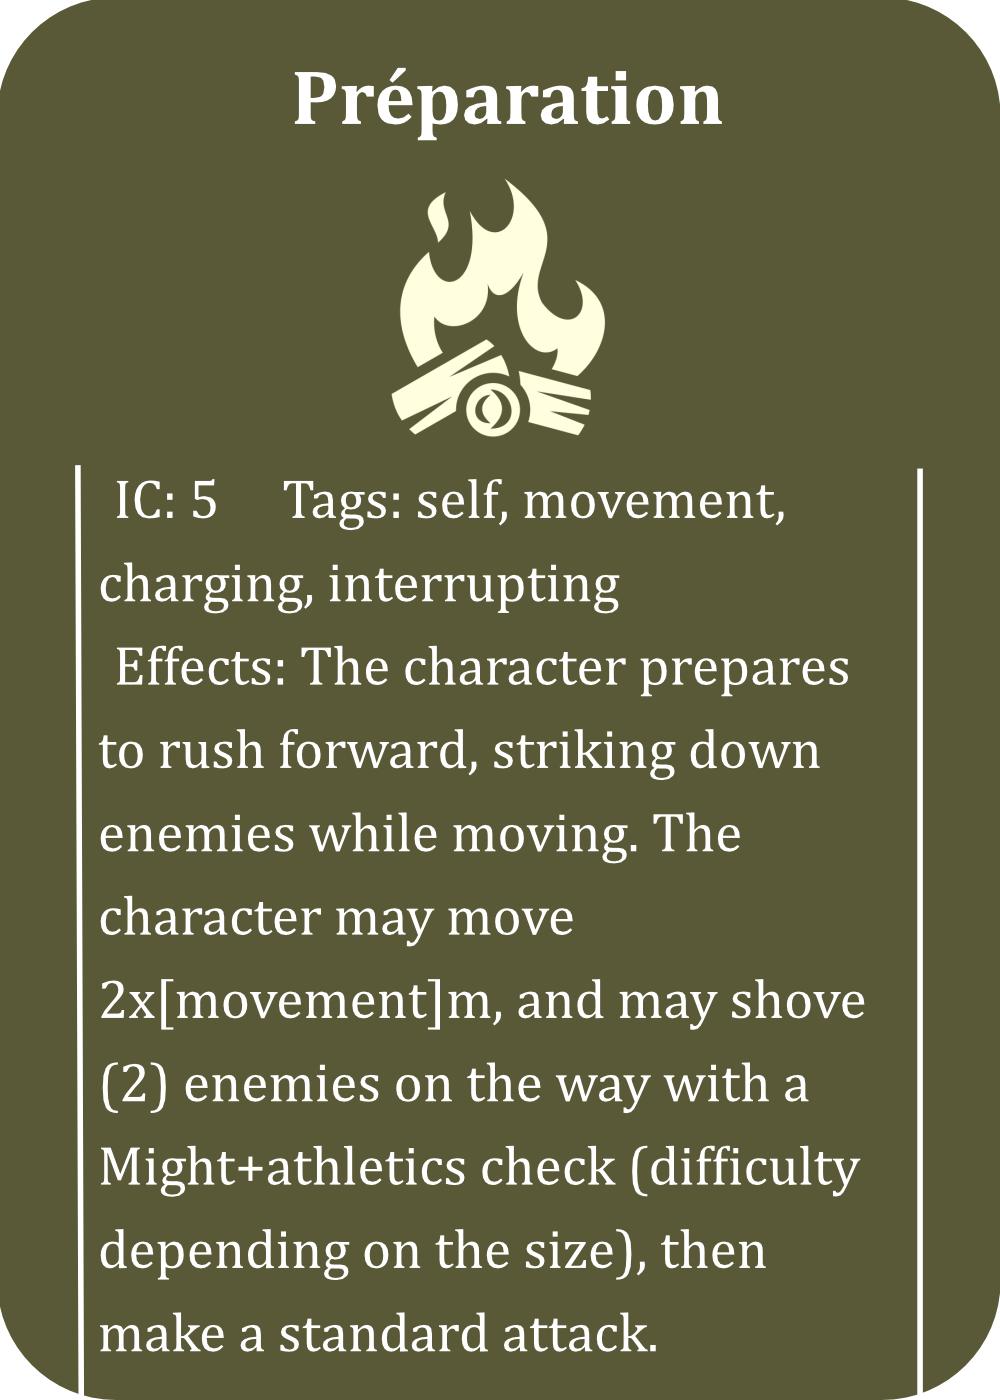 Préparation
IC: 5 Tags: self, movement,
charging, interrupting
Effects: The character prepares
to rush forward, striking down
enemies while moving. The
character may move
2x[movement]m, and may shove
(2) enemies on the way with a
Might+athletics check (difficulty
depending on the size), then
make a standard attack.